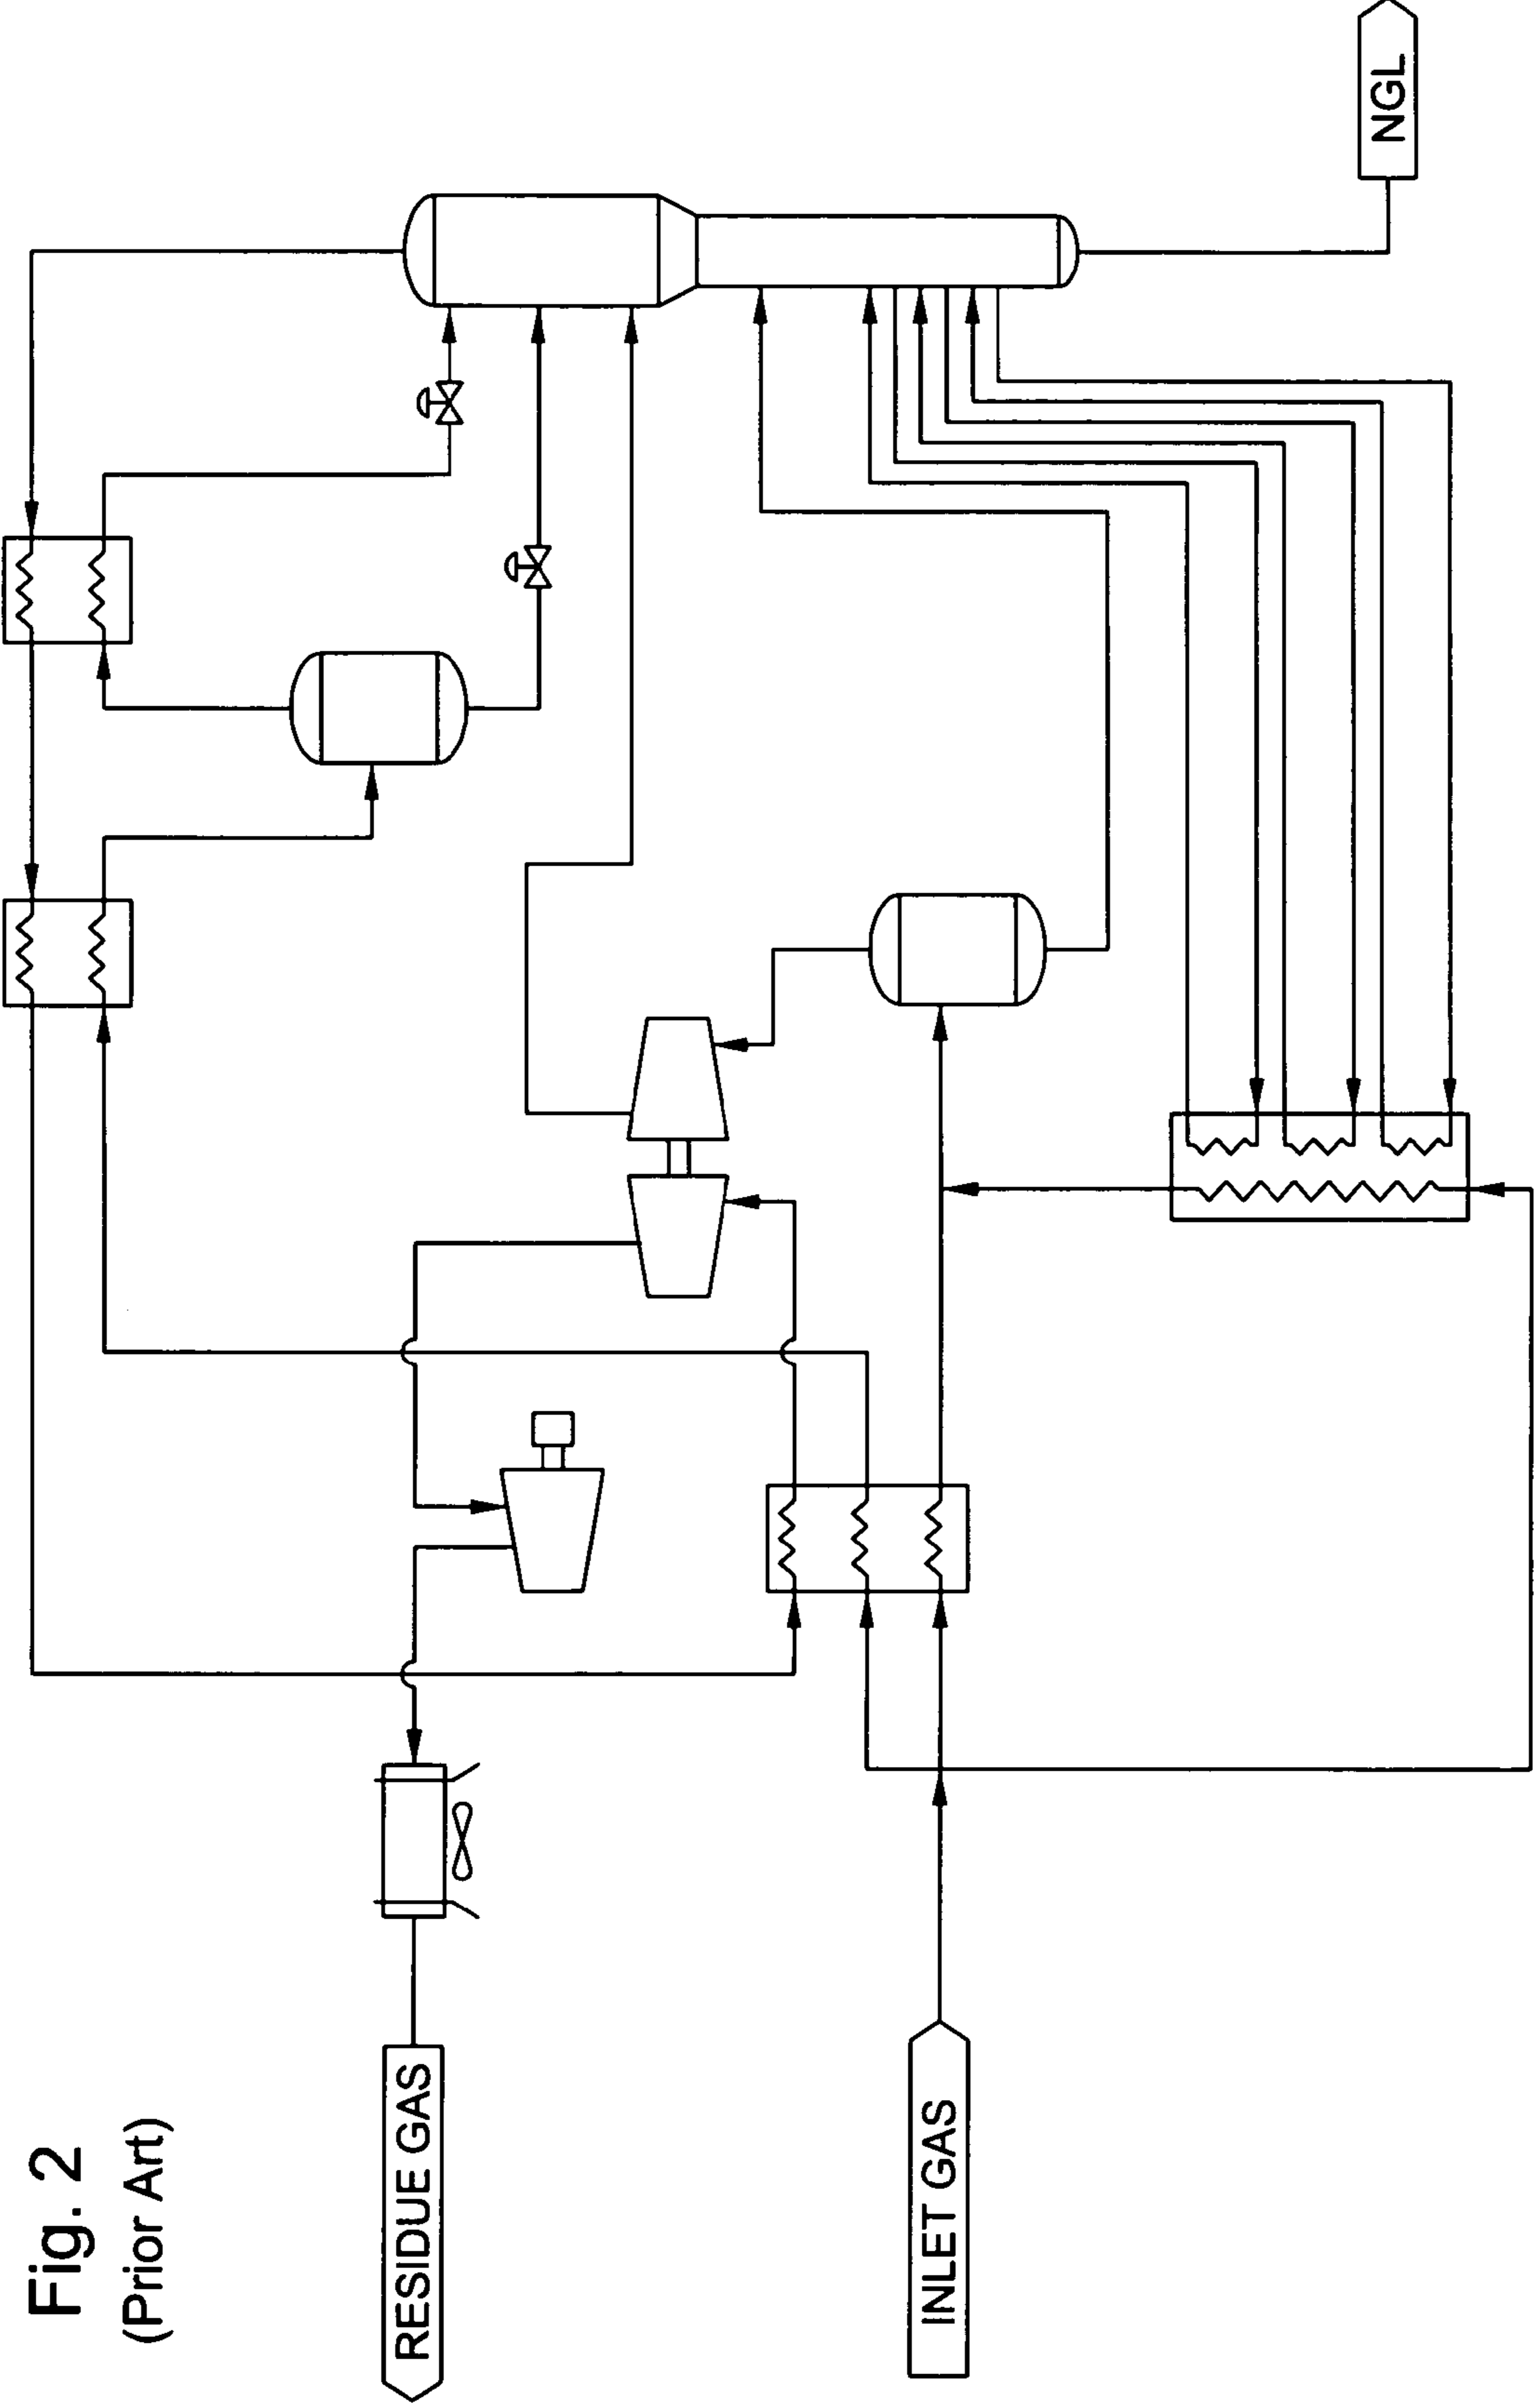 Fig. 2
(Prior Art)
RESIDUE GAS
INLET GAS
NGL